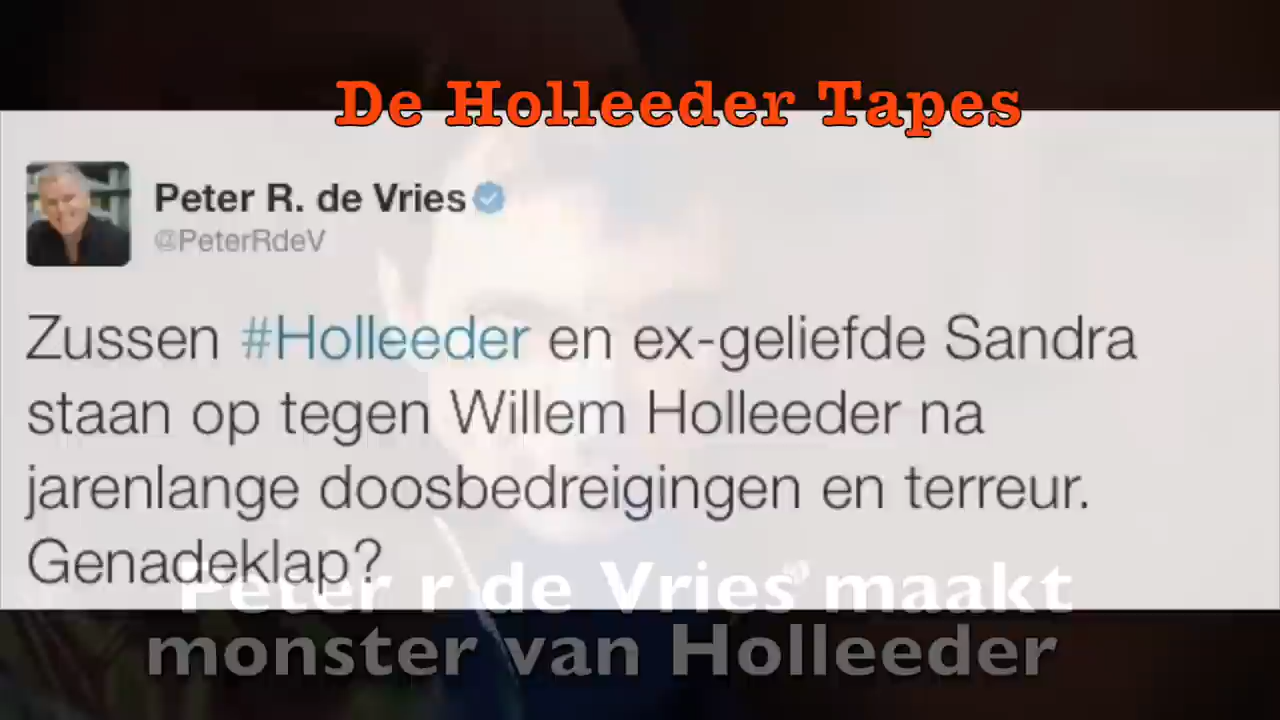 De Holleeder Tapes
Peter R. de Vries
@PeterRdeV
Zussen #Holleeder en ex-geliefde Sandra
staan op tegen Willem Holleeder na
jarenlange doosbedreigingen en terreur.
Genadeklap?
Peter r de Vries maakt
monster van Holleeder